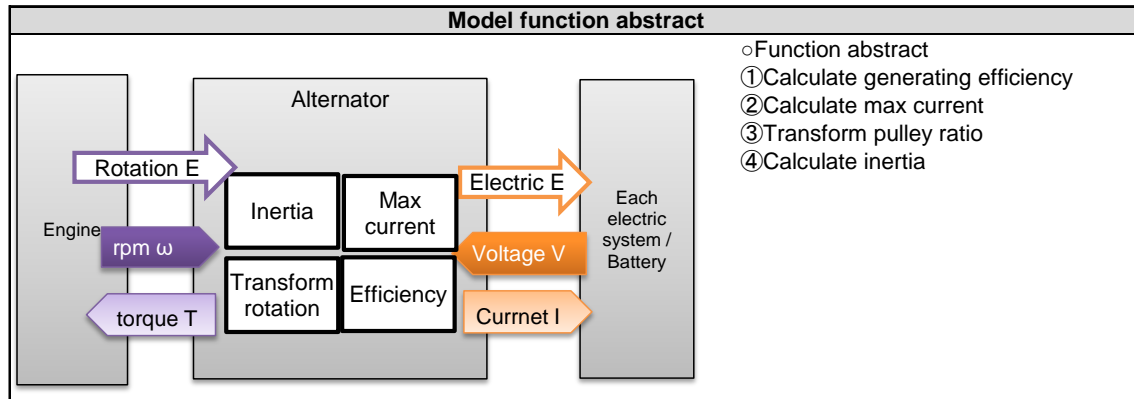 Model function abstract
○Function abstract
①Calculate generating efficiency
②Calculate max current
③Transform pulley ratio
④Calculate inertia
Alternator
Rotation E
Electric E
Inertia
Max
current
Each
electric
system /
Battery
Engine
rpm ω
Voltage V
Transform
rotation
Efficiency
torque T
Currnet I